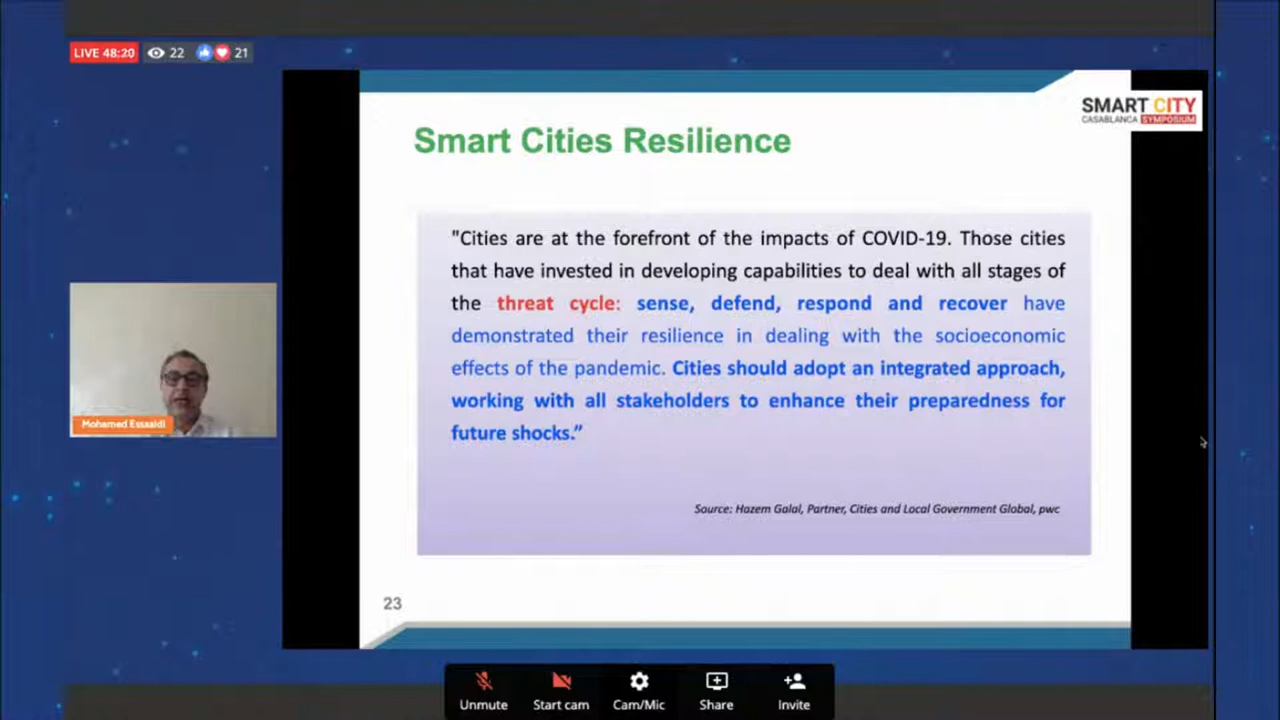 LIVE 48:20 22 21
SMART CITY
CASABLANCA SYMPOSIUM
Smart Cities Resilience
"Cities are at the forefront of the impacts of COVID-19. Those cities
that have invested in developing capabilities to deal with all stages of
the threat cycle: sense, defend, respond and recover have
demonstrated their resilience in dealing with the socioeconomic
effects of the pandemic. Cities should adopt an integrated approach,
working with all stakeholders to enhance their preparedness for
future shocks.”
Mohamed Essaaidi
Source: Hazem Galal, Partner, Cities and Local Government Global, pwc
23
Unmute Start cam Cam/Mic Share Invite